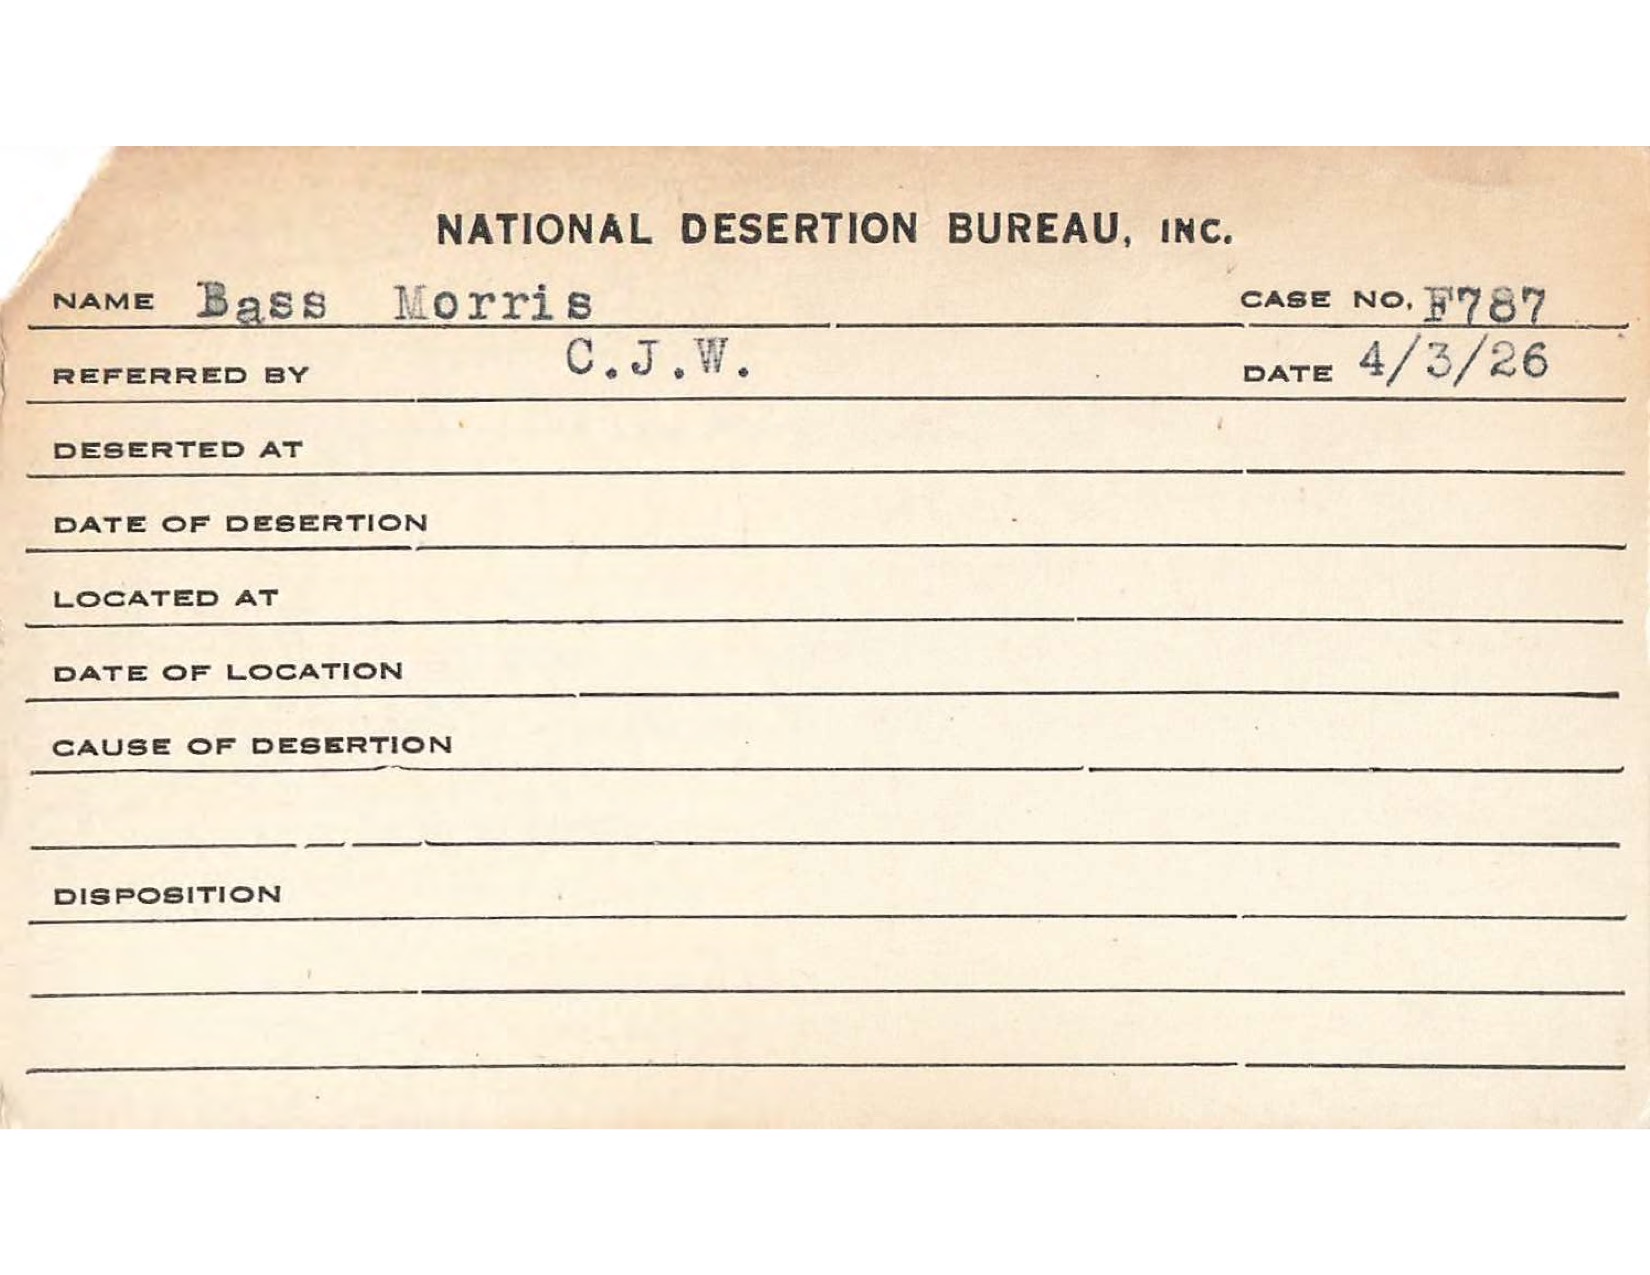 NATIONAL DESERTION BUREAU, INC.
NAME Bass Morris CASE NO. F787
REFERRED BY C.J.W. DATE 4/3/26
DESERTED AT
DATE OF DESERTION
LOCATED AT
DATE OF LOCATION
CAUSE OF DESERTION
DISPOSITION